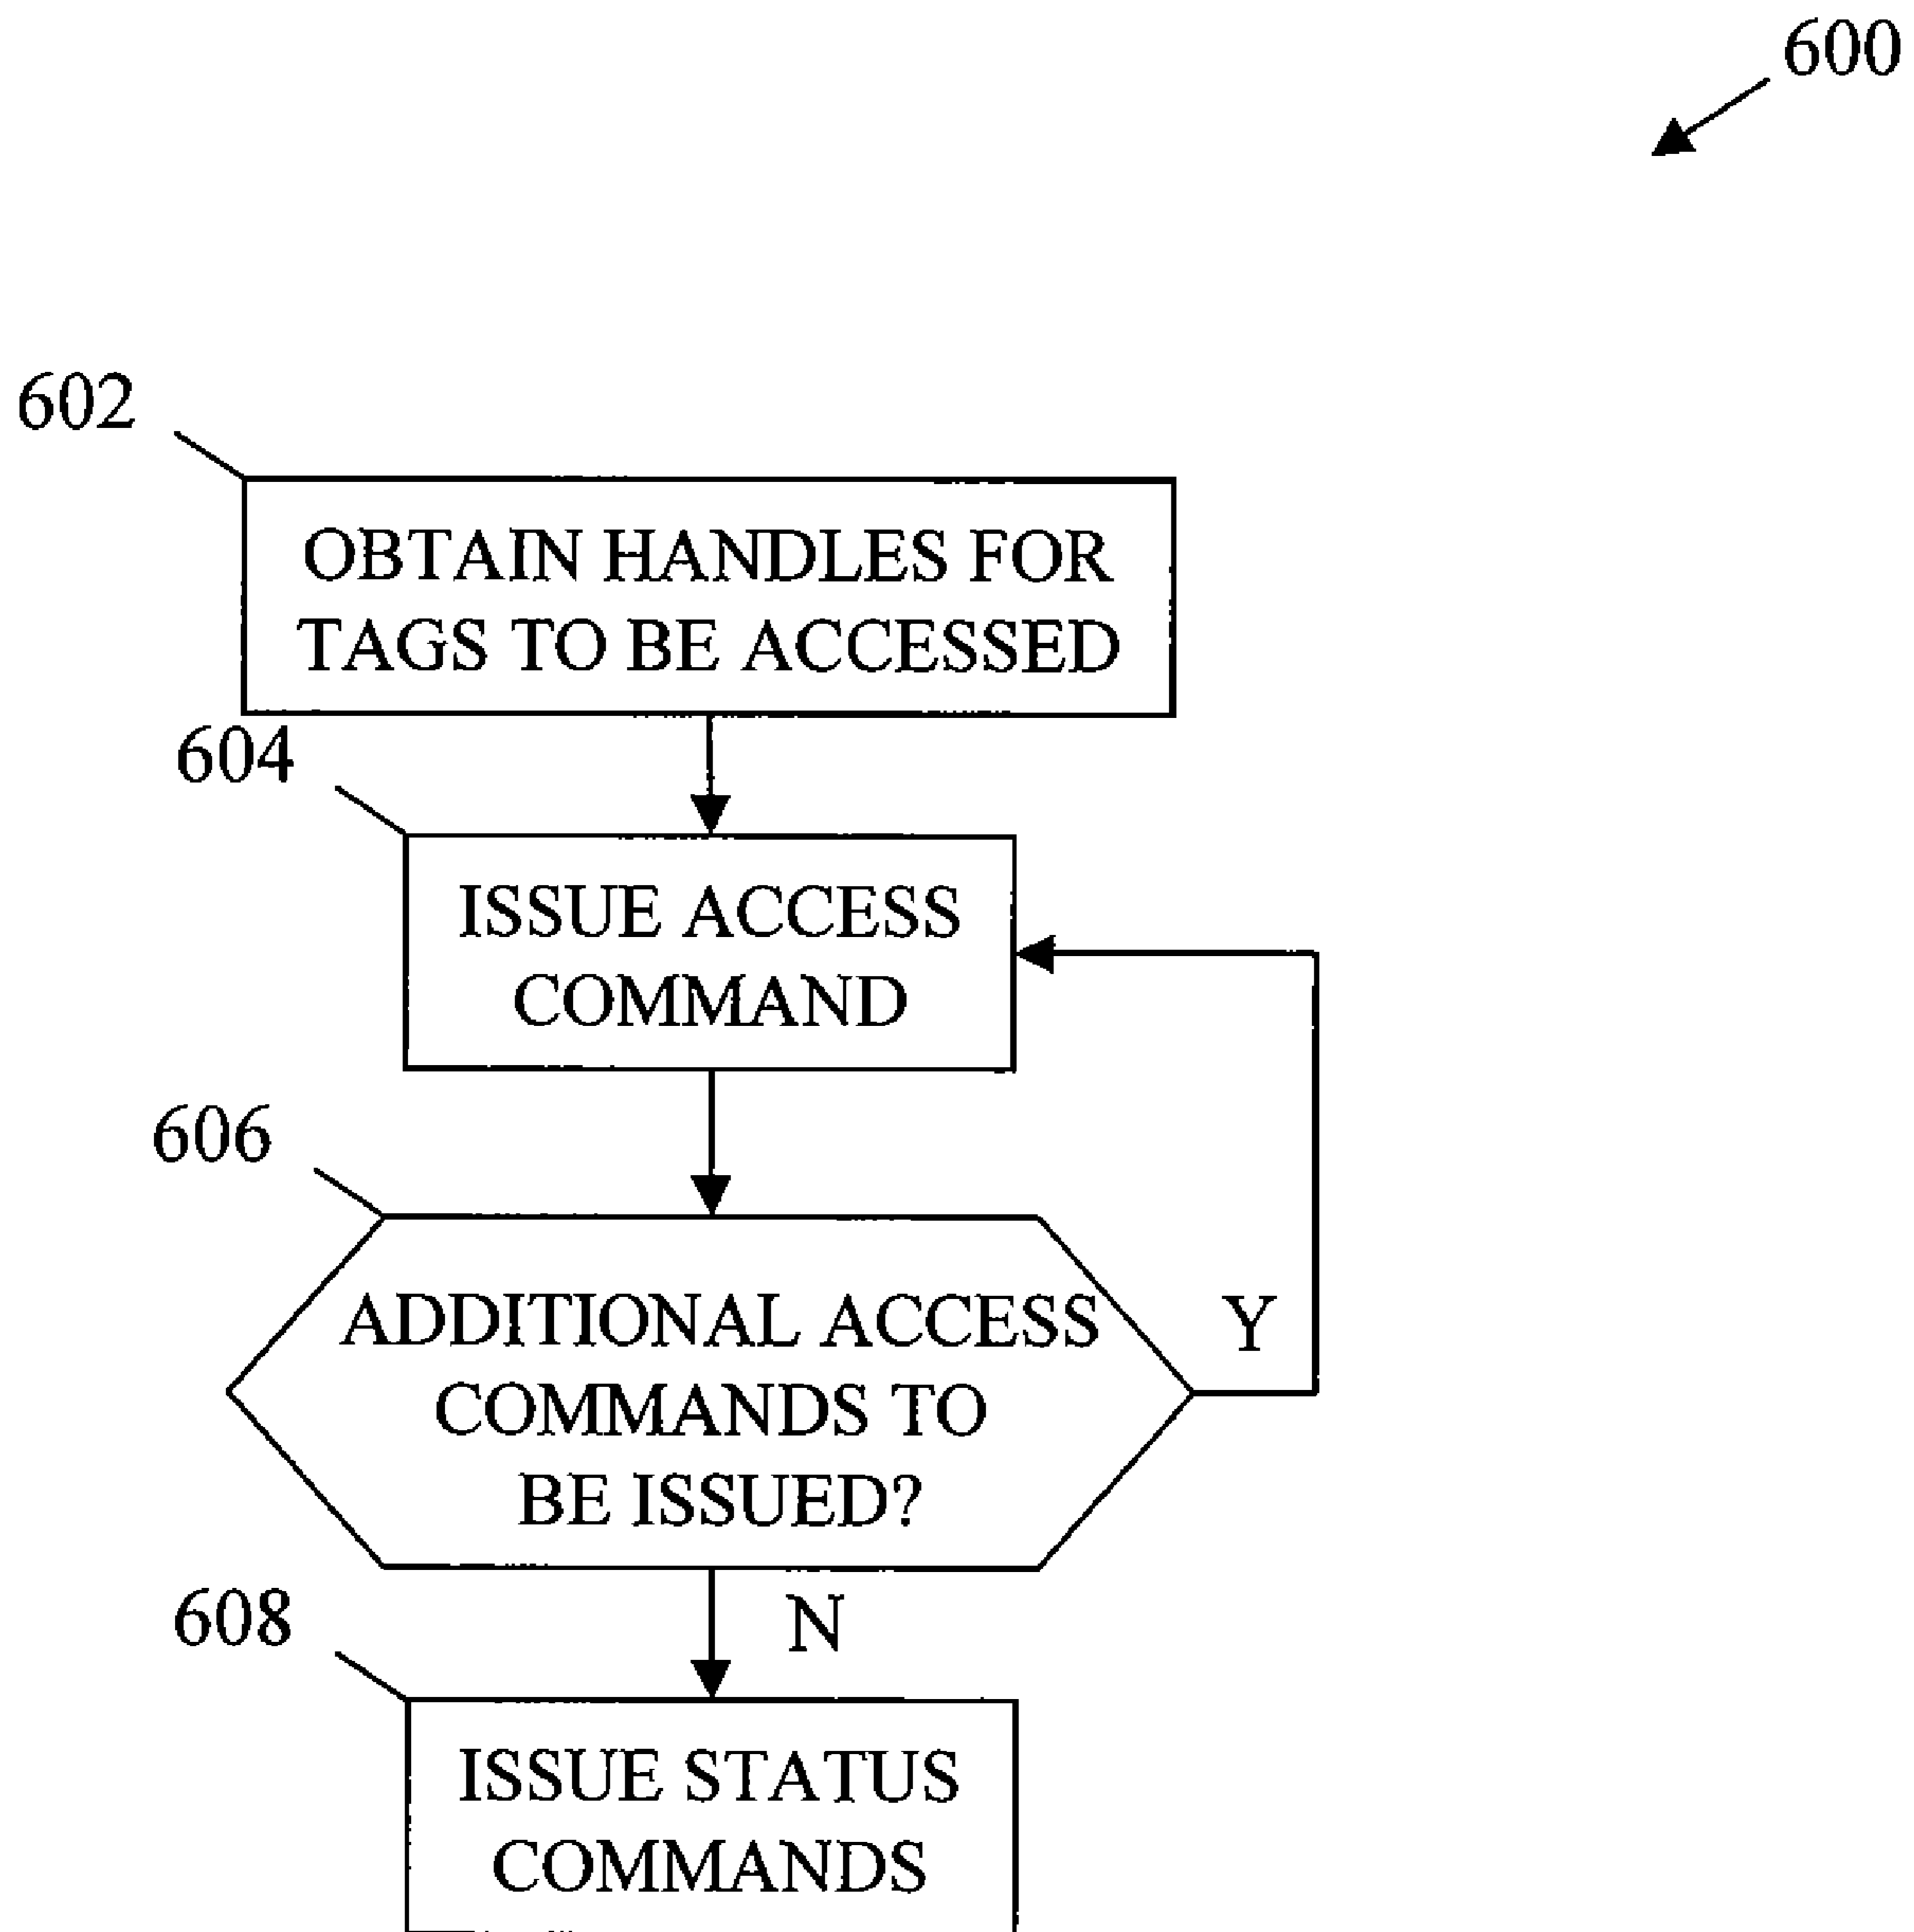 600
602
OBTAIN HANDLES FOR
TAGS TO BE ACCESSED
604
ISSUE ACCESS
COMMAND
606
ADDITIONAL ACCESS
COMMANDS TO
BE ISSUED?
Y
N
608
ISSUE STATUS
COMMANDS